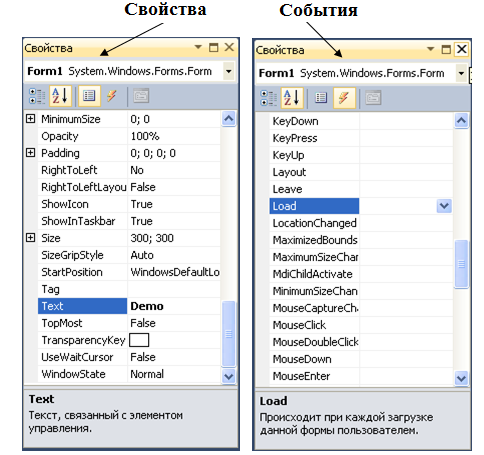 Свойства
События
Свойства
Form1 System.Windows.Forms.Form
MinimumSize 0; 0
Opacity 100%
Padding 0; 0; 0; 0
RightToLeft No
RightToLeftLayou False
ShowIcon True
ShowInTaskbar True
Size 300; 300
SizeGripStyle Auto
StartPosition WindowsDefaultLo
Tag
Text Demo
TopMost False
TransparencyKey
UseWaitCursor False
WindowState Normal
Text
Текст, связанный с элементом
управления.
Свойства
Form1 System.Windows.Forms.Form
KeyDown
KeyPress
KeyUp
Layout
Leave
Load
LocationChanged
MaximizedBounds
MaximumSizeChan
MdiChildActivate
MinimumSizeChan
MouseCaptureCh
MouseClick
MouseDoubleClick
MouseDown
MouseEnter
Load
Происходит при каждой загрузке
данной формы пользователем.